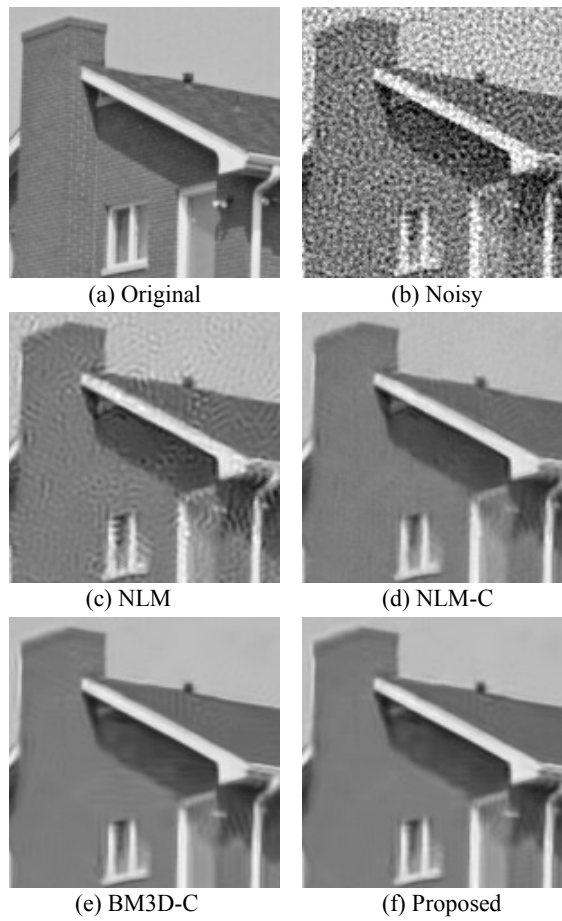 (a) Original
(b) Noisy
(c) NLM
(d) NLM-C
(e) BM3D-C
(f) Proposed